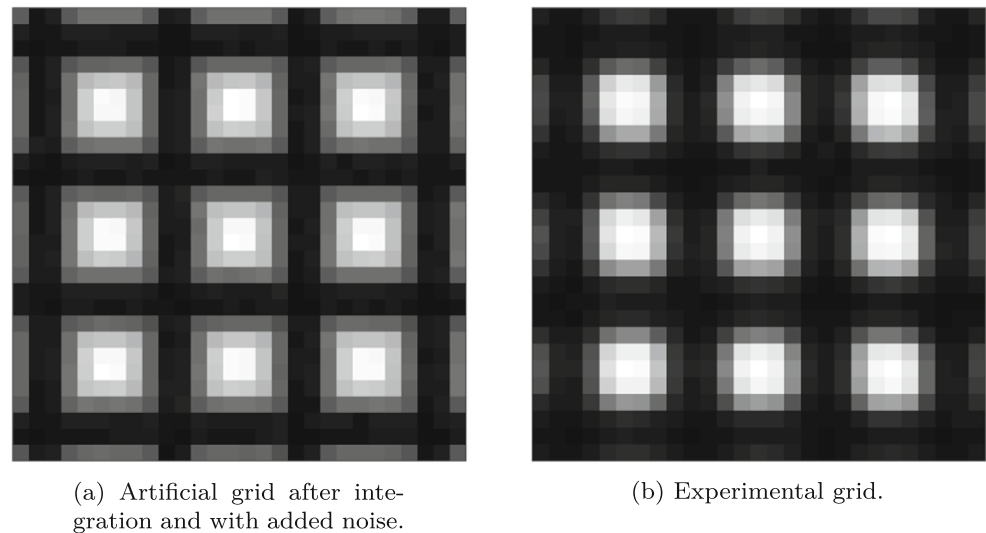 (a) Artificial grid after inte-
gration and with added noise.
(b) Experimental grid.